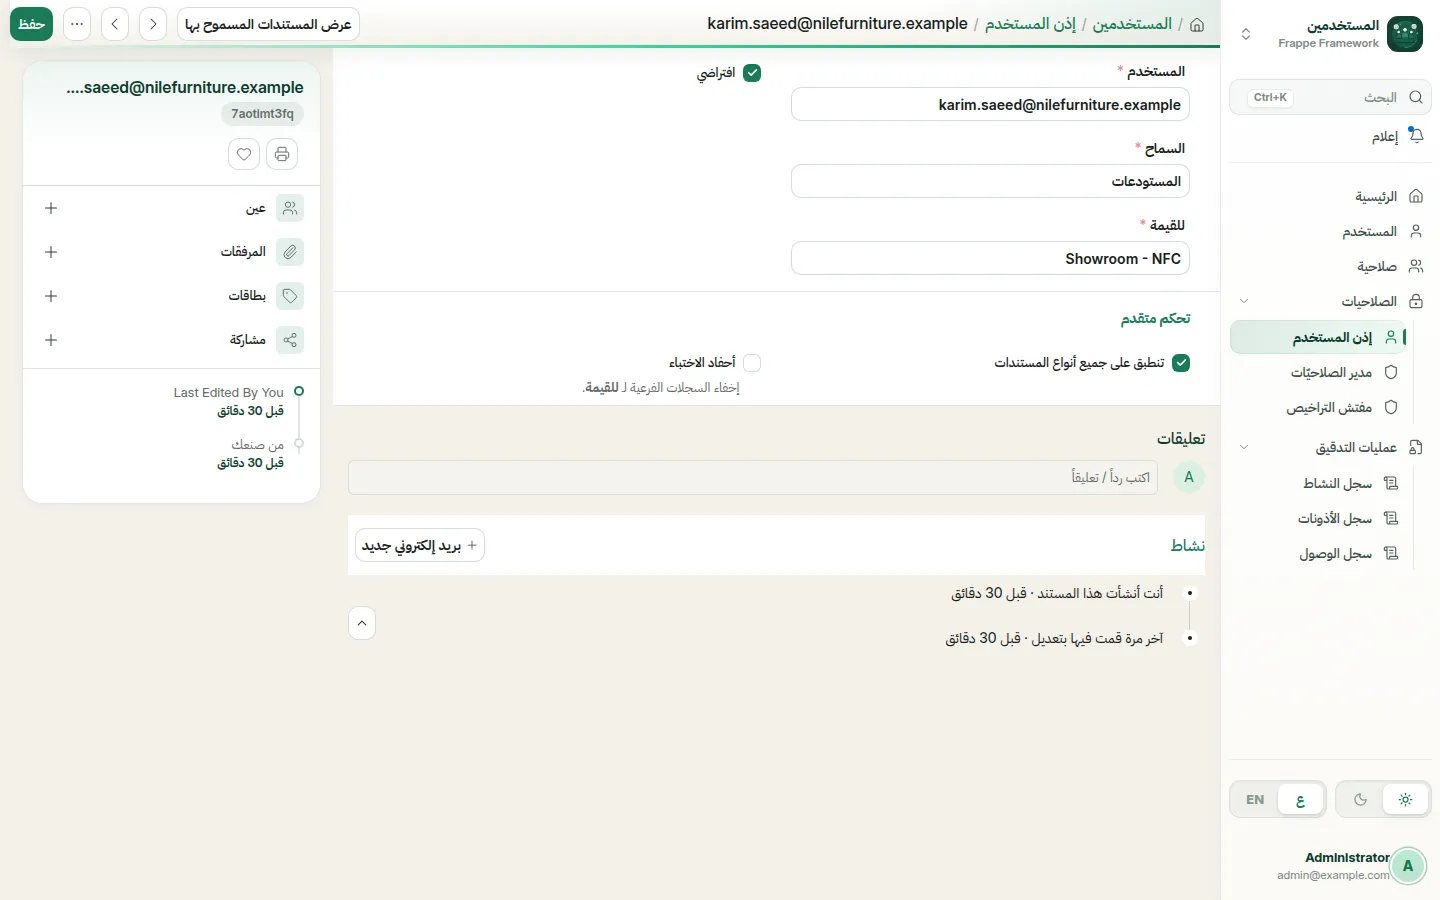 المستخدمين
Frappe Framework
البحث
Ctrl+K
إعلام
الرئيسية
المستخدم
صلاحية
الصلاحيات
إذن المستخدم
مدير الصلاحيّات
مفتش التراخيص
عمليات التدقيق
سجل النشاط
سجل الأذونات
سجل الوصول
ع
EN
Administrator
admin@example.com
A
المستخدمين / إذن المستخدم / karim.saeed@nilefurniture.example
عرض المستندات المسموح بها
حفظ
المستخدم *
karim.saeed@nilefurniture.example
افتراضي
السماح *
المستودعات
للقيمة *
Showroom - NFC
تحكم متقدم
تنطبق على جميع أنواع المستندات
أحفاد الاختباء
إخفاء السجلات الفرعية لـ للقيمة.
تعليقات
A
اكتب رداً / تعليقاً
نشاط
+ بريد إلكتروني جديد
أنت أنشأت هذا المستند · قبل 30 دقائق
آخر مرة قمت فيها بتعديل · قبل 30 دقائق
saeed@nilefurniture.example....
7aotimt3fq
عين
المرفقات
بطاقات
مشاركة
Last Edited By You
قبل 30 دقائق
من صنعك
قبل 30 دقائق